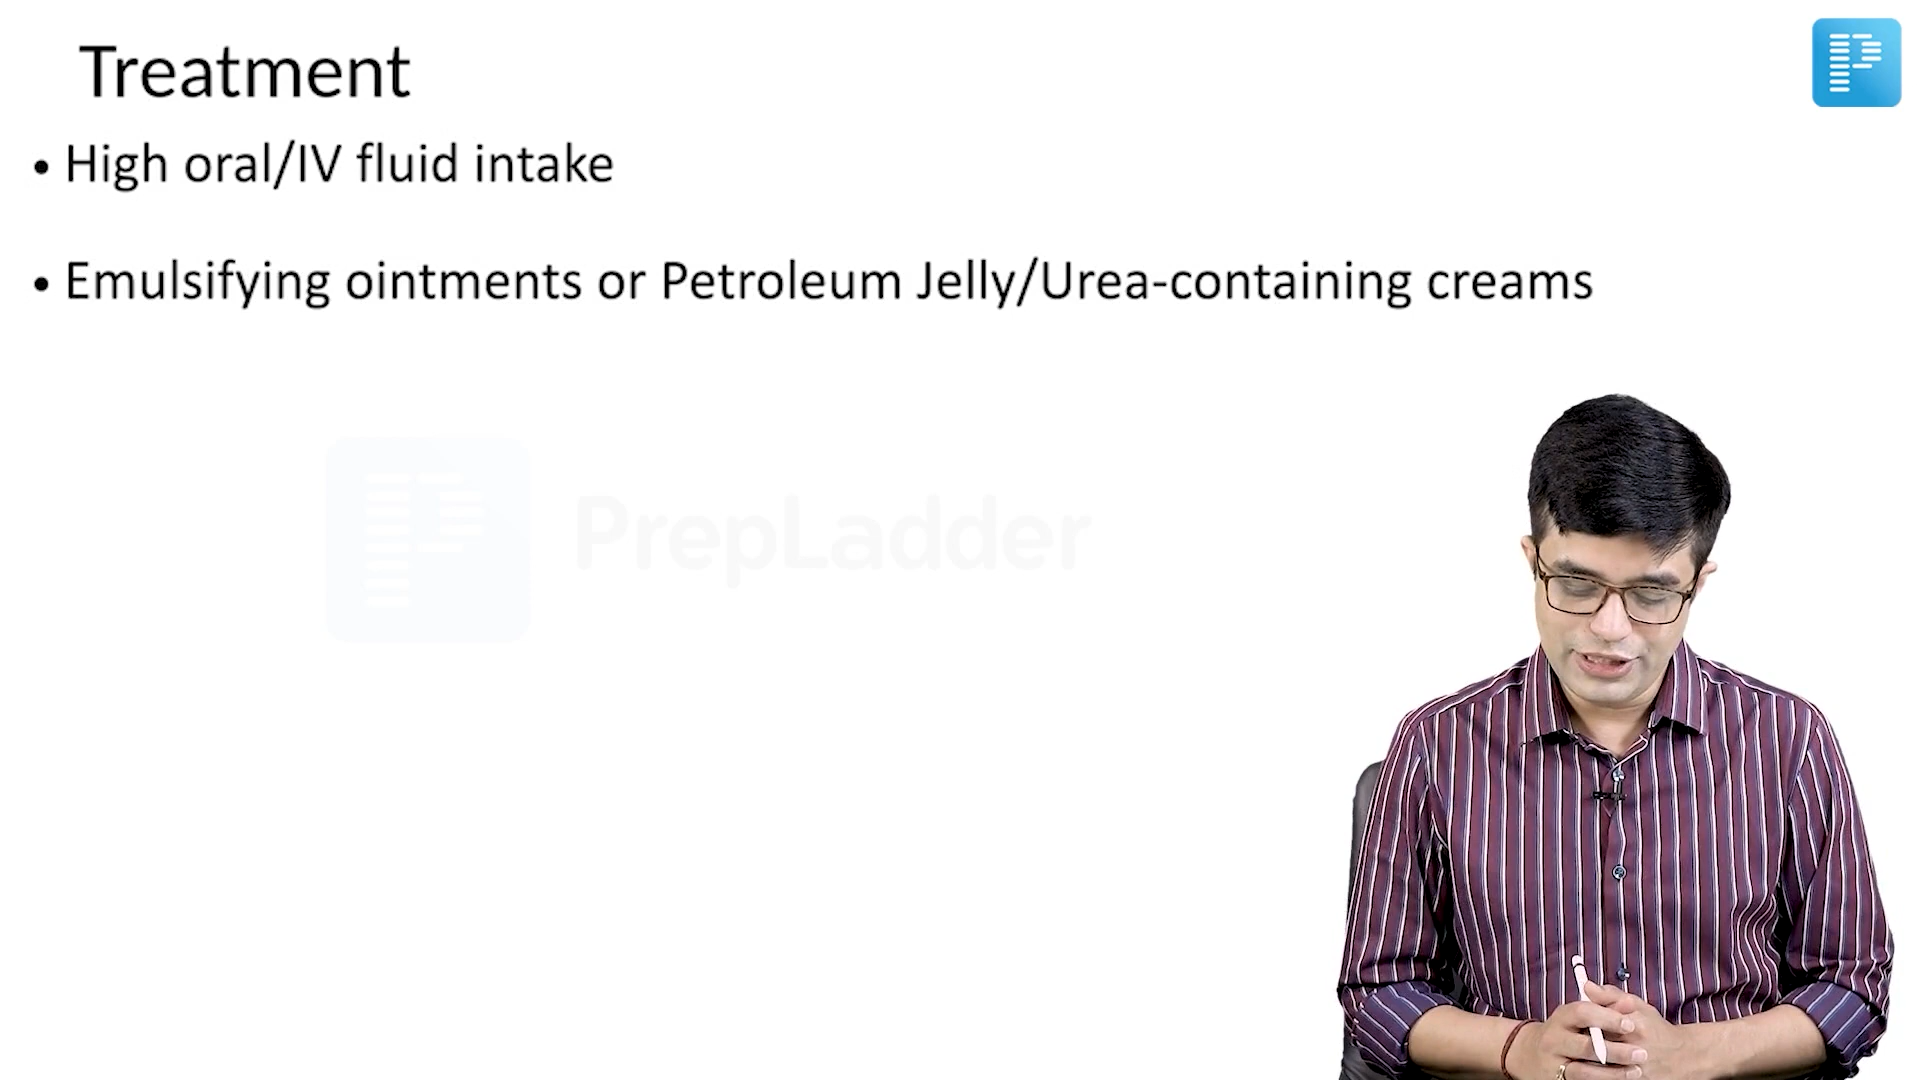 Treatment
• High oral/IV fluid intake
• Emulsifying ointments or Petroleum Jelly/Urea-containing creams
PrepLadder